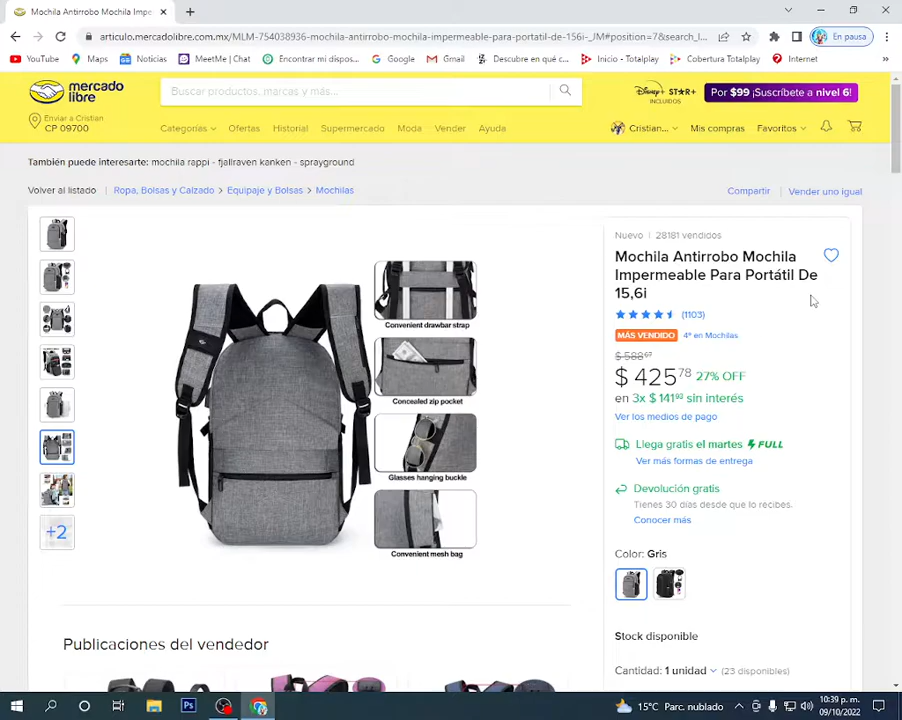 Mochila Antirrobo Mochila Impe
articulo.mercadolibre.com.mx/MLM-754038936-mochila-antirrobo-mochila-impermeable-para-portatil-de-156i-_JM#position=7&search_l...
En pausa
YouTube Maps Noticias MeetMe | Chat Encontrar mi dispos... Google Gmail Descubre en qué c... Inicio - Totalplay Cobertura Totalplay Internet
mercado
libre
Buscar productos, marcas y más...
Disney+ STAR+
INCLUIDOS
Por $99 ¡Suscríbete a nivel 6!
Enviar a Cristian
CP 09700
Categorías Ofertas Historial Supermercado Moda Vender Ayuda
Cristian... Mis compras Favoritos
También puede interesarte: mochila rappi - fjallraven kanken - sprayground
Volver al listado Ropa, Bolsas y Calzado > Equipaje y Bolsas > Mochilas
Compartir Vender uno igual
Convenient drawbar strap
Concealed zip pocket
Glasses hanging buckle
Convenient mesh bag
+2
Nuevo | 28181 vendidos
Mochila Antirrobo Mochila
Impermeable Para Portátil De
15,6i
(1103)
MÁS VENDIDO 4º en Mochilas
$ 588 67
$ 425 78 27% OFF
en 3x $ 141 93 sin interés
Ver los medios de pago
Llega gratis el martes FULL
Ver más formas de entrega
Devolución gratis
Tienes 30 días desde que lo recibes.
Conocer más
Color: Gris
Stock disponible
Cantidad: 1 unidad (23 disponibles)
Publicaciones del vendedor
Ps
15°C Parc. nublado
10:39 p. m.
09/10/2022